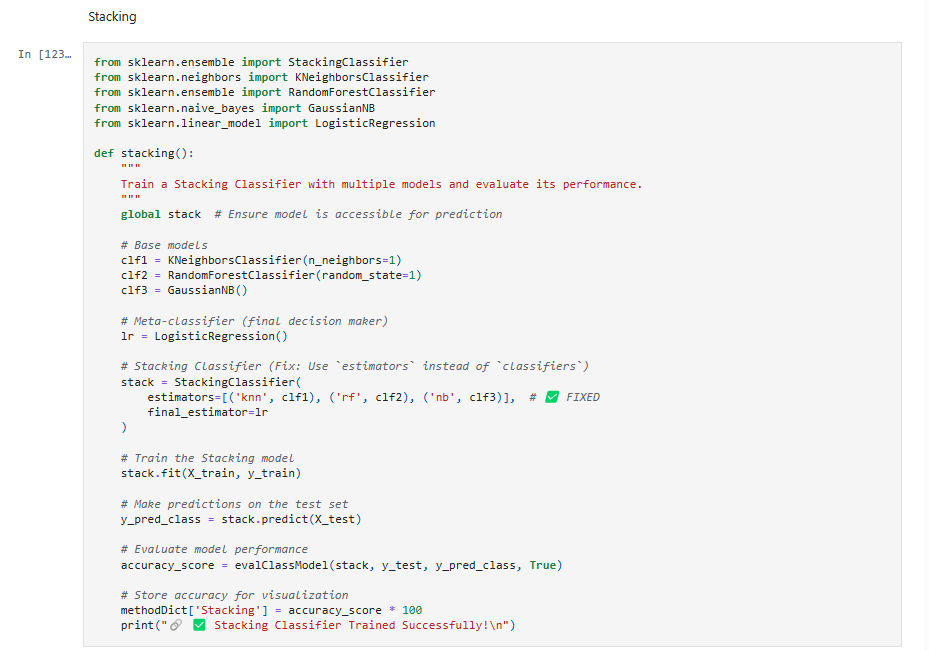 Stacking
In [123…
from sklearn.ensemble import StackingClassifier
from sklearn.neighbors import KNeighborsClassifier
from sklearn.ensemble import RandomForestClassifier
from sklearn.naive_bayes import GaussianNB
from sklearn.linear_model import LogisticRegression

def stacking():
    """
    Train a Stacking Classifier with multiple models and evaluate its performance.
    """
    global stack  # Ensure model is accessible for prediction

    # Base models
    clf1 = KNeighborsClassifier(n_neighbors=1)
    clf2 = RandomForestClassifier(random_state=1)
    clf3 = GaussianNB()

    # Meta-classifier (final decision maker)
    lr = LogisticRegression()

    # Stacking Classifier (Fix: Use `estimators` instead of `classifiers`)
    stack = StackingClassifier(
        estimators=[('knn', clf1), ('rf', clf2), ('nb', clf3)],  # ✅ FIXED
        final_estimator=lr
    )

    # Train the Stacking model
    stack.fit(X_train, y_train)

    # Make predictions on the test set
    y_pred_class = stack.predict(X_test)

    # Evaluate model performance
    accuracy_score = evalClassModel(stack, y_test, y_pred_class, True)

    # Store accuracy for visualization
    methodDict['Stacking'] = accuracy_score * 100
    print("🔗 ✅ Stacking Classifier Trained Successfully!\n")